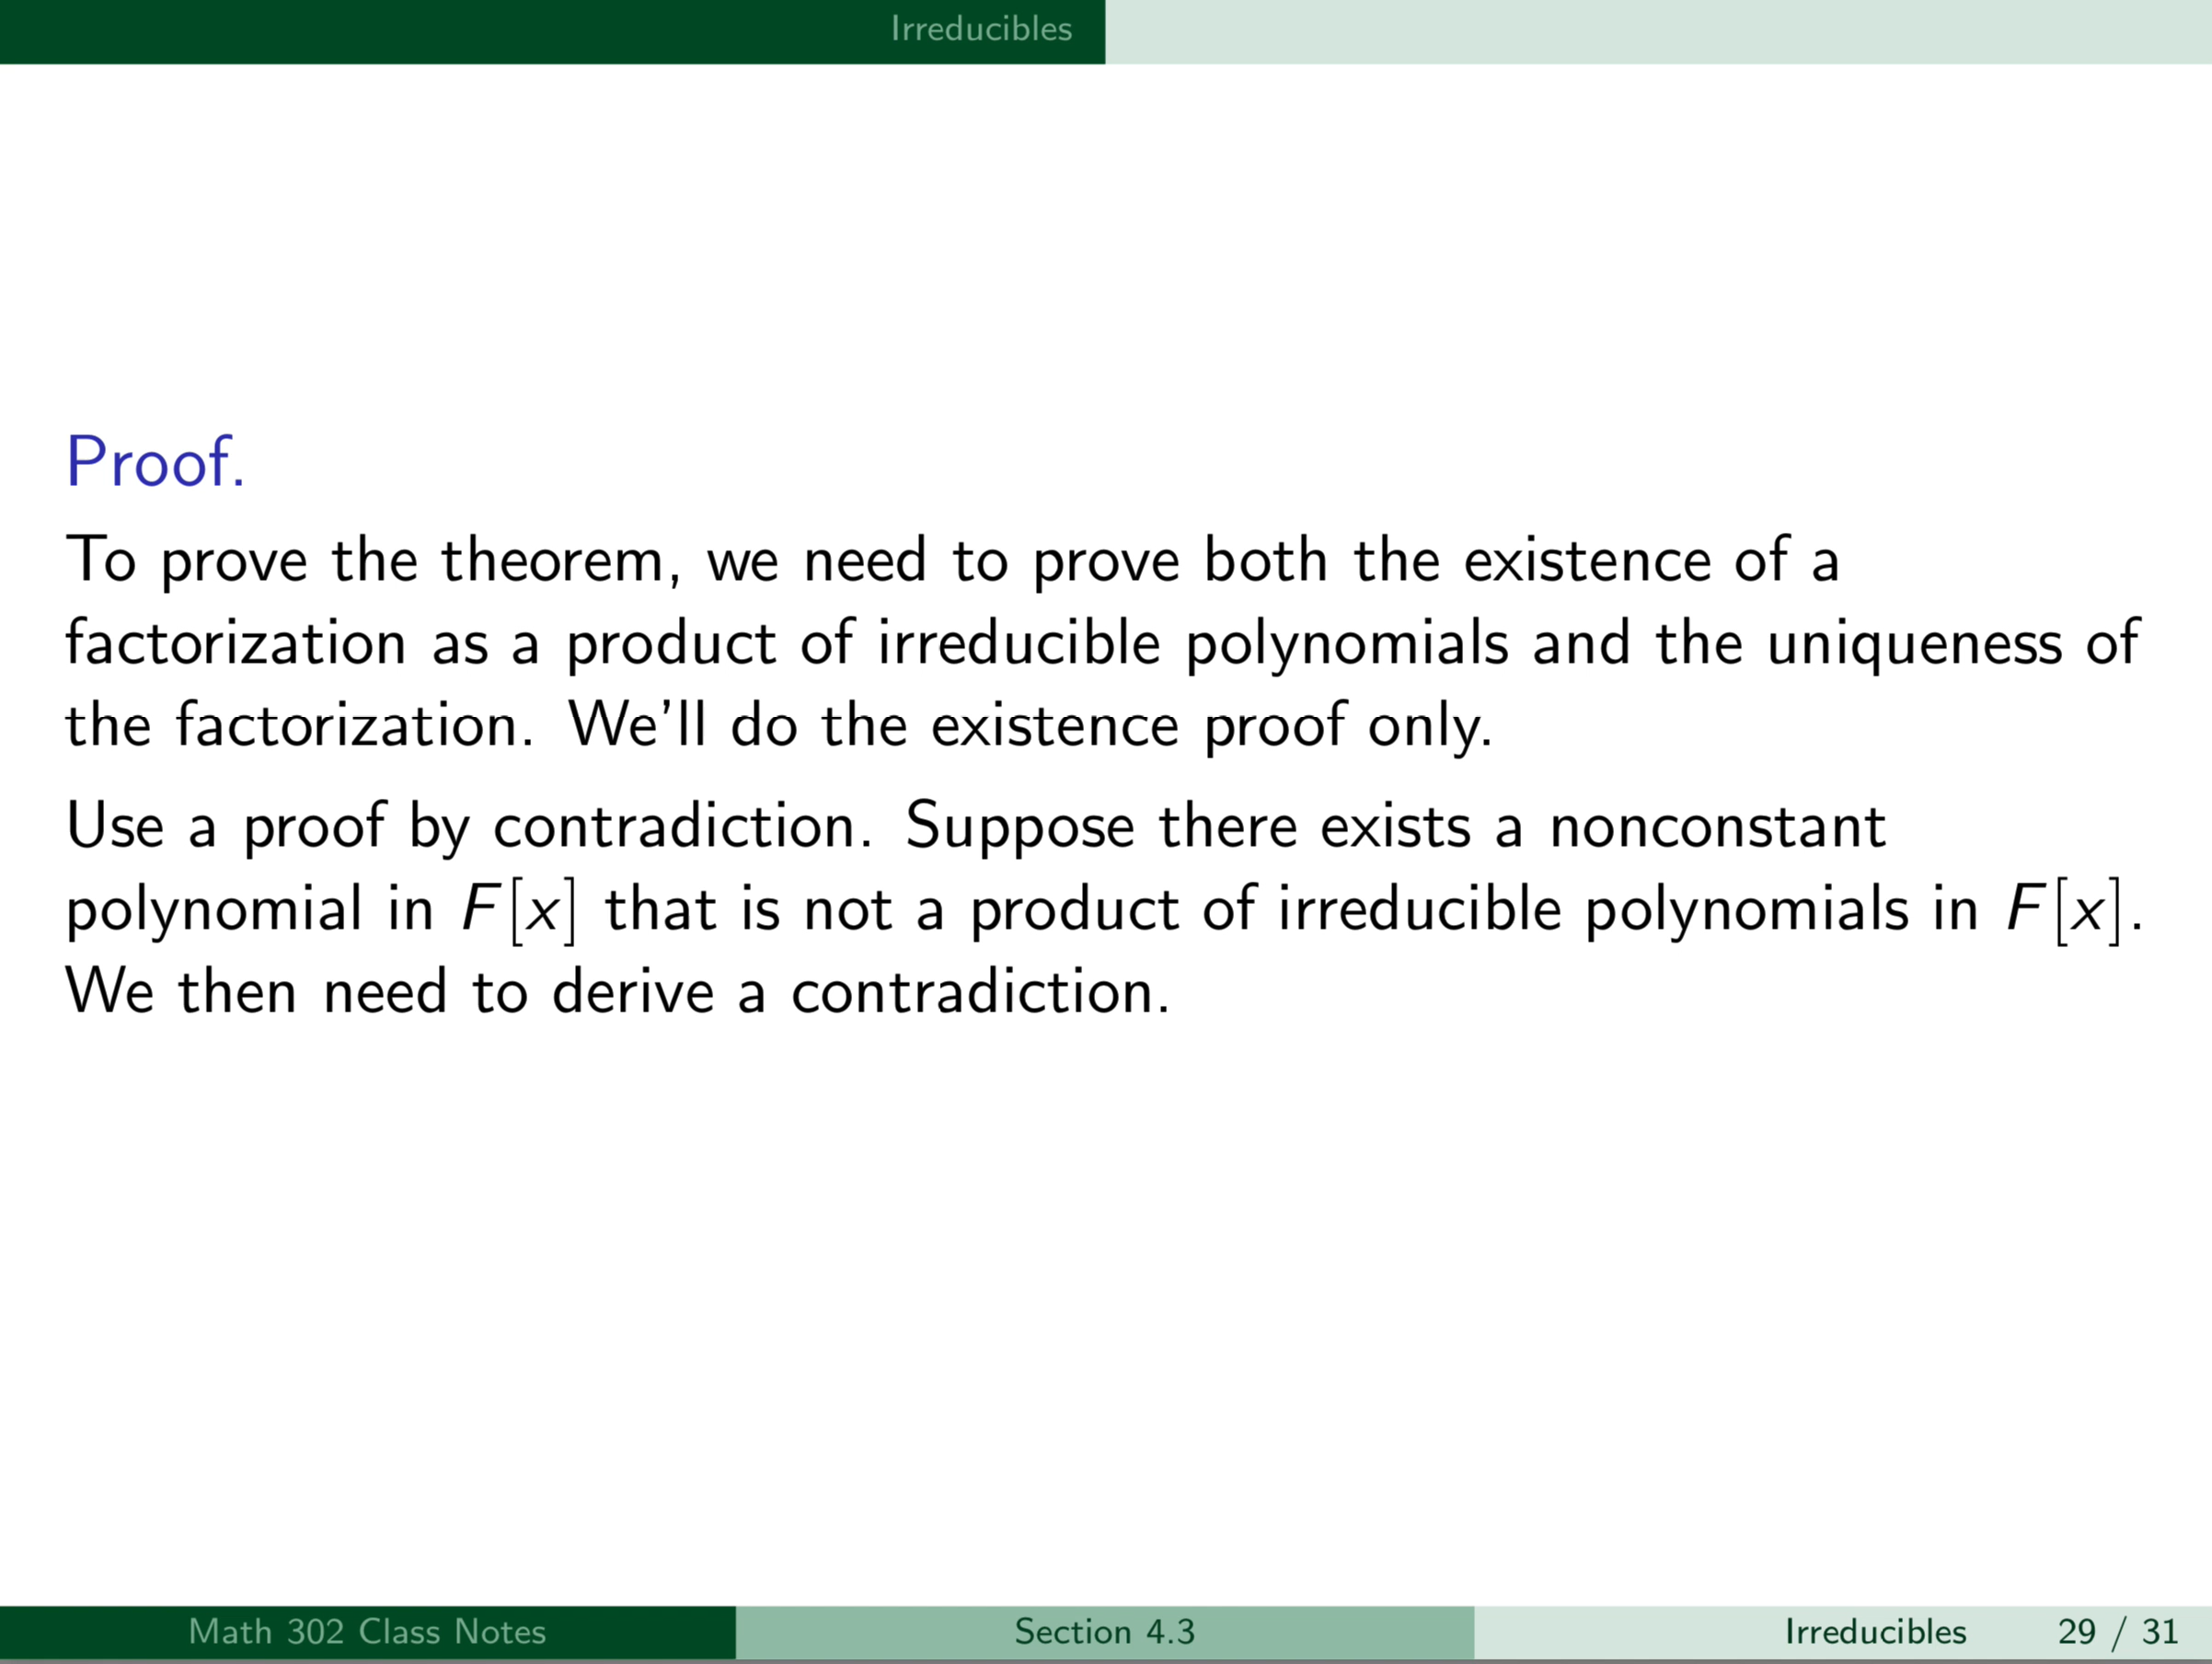 Irreducibles
Proof.
To prove the theorem, we need to prove both the existence of a
factorization as a product of irreducible polynomials and the uniqueness of
the factorization. We'll do the existence proof only.
Use a proof by contradiction. Suppose there exists a nonconstant
polynomial in F[x] that is not a product of irreducible polynomials in F[x].
We then need to derive a contradiction.
Math 302 Class Notes Section 4.3 Irreducibles 29 / 31